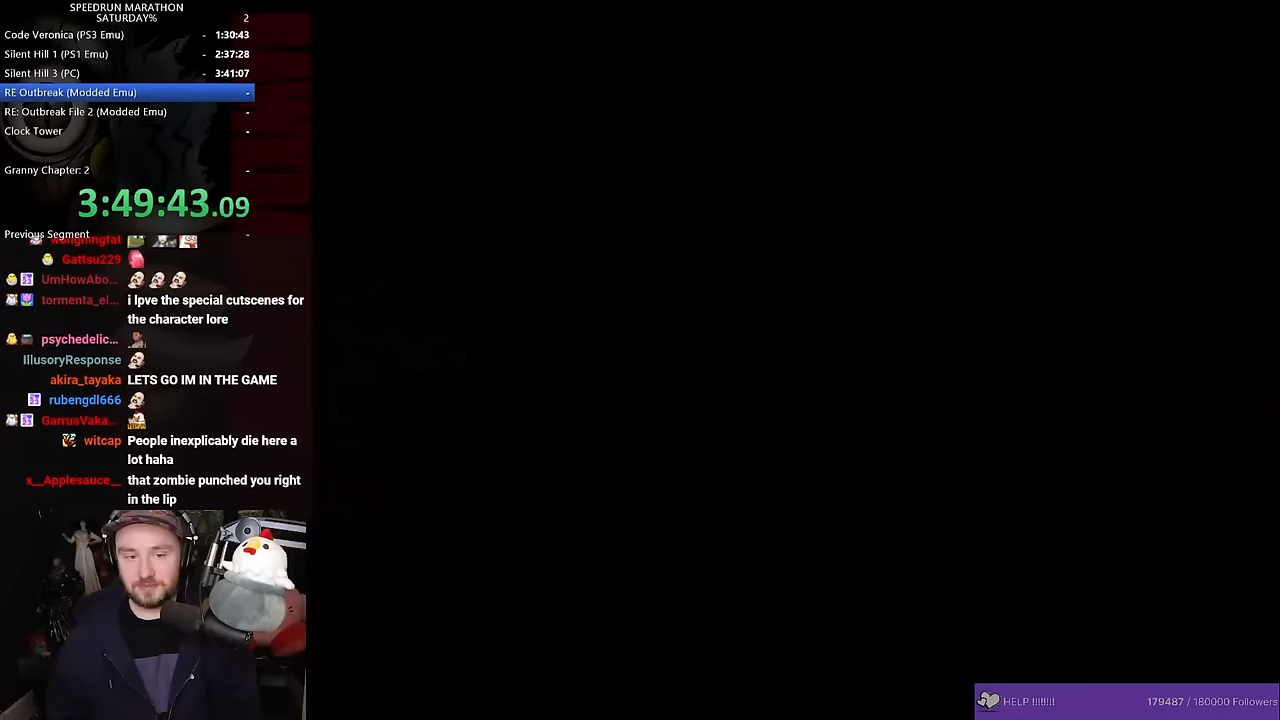 SPEEDRUN MARATHON
SATURDAY% 2
Code Veronica (PS3 Emu) - 1:30:43
Silent Hill 1 (PS1 Emu) - 2:37:28
Silent Hill 3 (PC) - 3:41:07
RE Outbreak (Modded Emu) -
RE: Outbreak File 2 (Modded Emu) -
Clock Tower -
Granny Chapter: 2 -
3:49:43.09
Previous Segment -
Gattsu229
UmHowAbo...
tormenta_el... i lpve the special cutscenes for
the character lore
psychedelic...
IllusoryResponse
akira_tayaka LETS GO IM IN THE GAME
rubengdl666
GarrusVaka...
witcap People inexplicably die here a
lot haha
x__Applesauce__ that zombie punched you right
in the lip
HELP !!!!!!!! 179487 / 180000 Followers